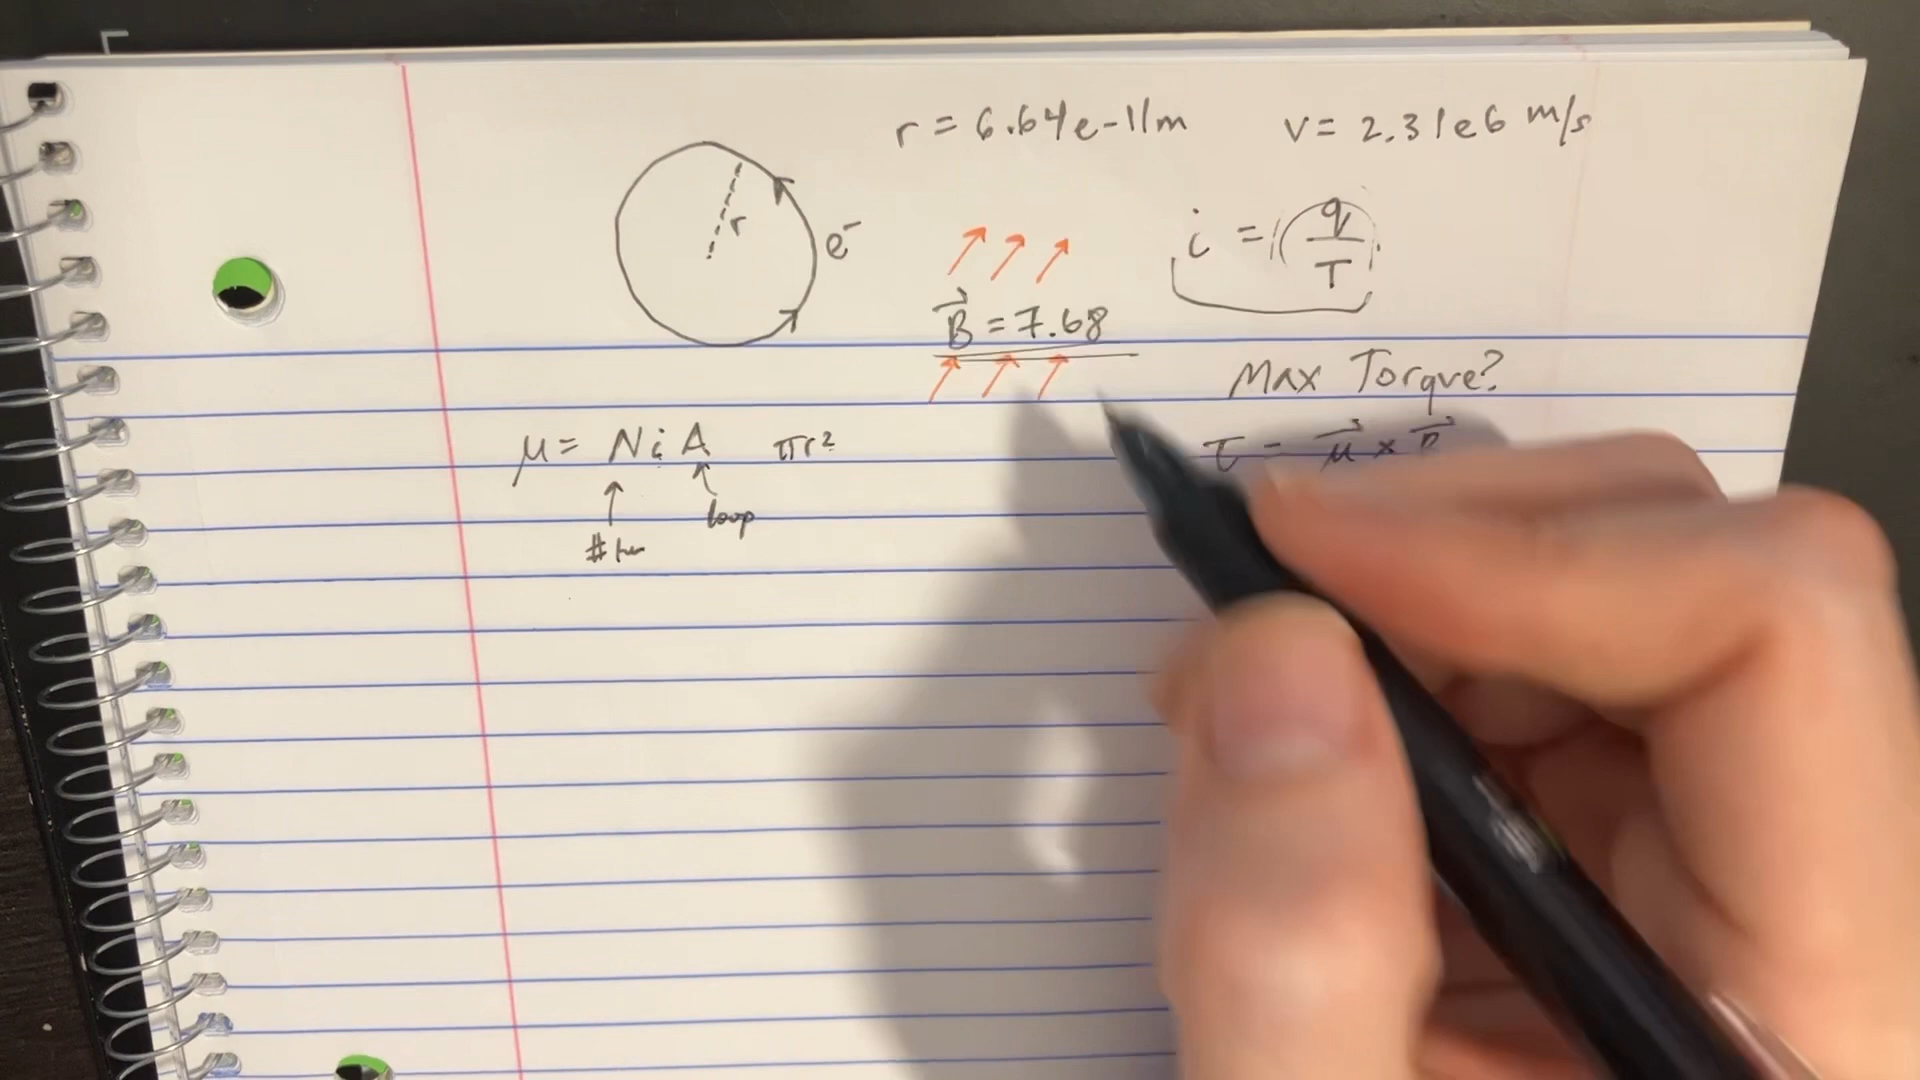 r = 6.64e-11m v = 2.31e6 m/s
r e⁻ i = q/T
B⃗ = 7.68
Max Torque?
μ = N i A πr² τ = μ⃗ × B⃗
loop
#